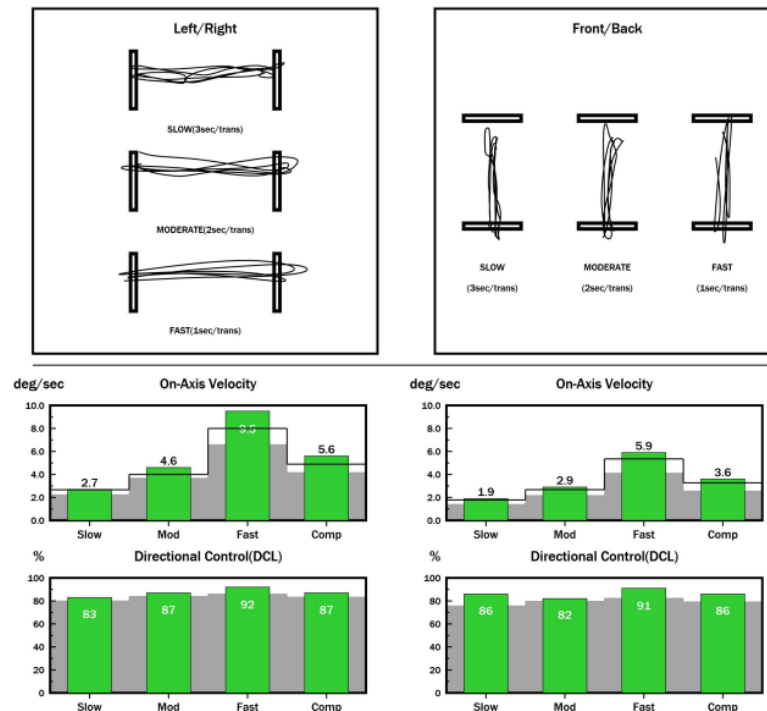 Left/Right
SLOW(3sec/trans)
MODERATE(2sec/trans)
FAST(1sec/trans)
Front/Back
SLOW MODERATE FAST
(3sec/trans) (2sec/trans) (1sec/trans)
deg/sec On-Axis Velocity
10.0
8.0
6.0
4.0
2.0
0.0
2.7 4.6 9.5 5.6
Slow Mod Fast Comp
deg/sec On-Axis Velocity
10.0
8.0
6.0
4.0
2.0
0.0
1.9 2.9 5.9 3.6
Slow Mod Fast Comp
% Directional Control(DCL)
100
80
60
40
20
0
83 87 92 87
Slow Mod Fast Comp
% Directional Control(DCL)
100
80
60
40
20
0
86 82 91 86
Slow Mod Fast Comp